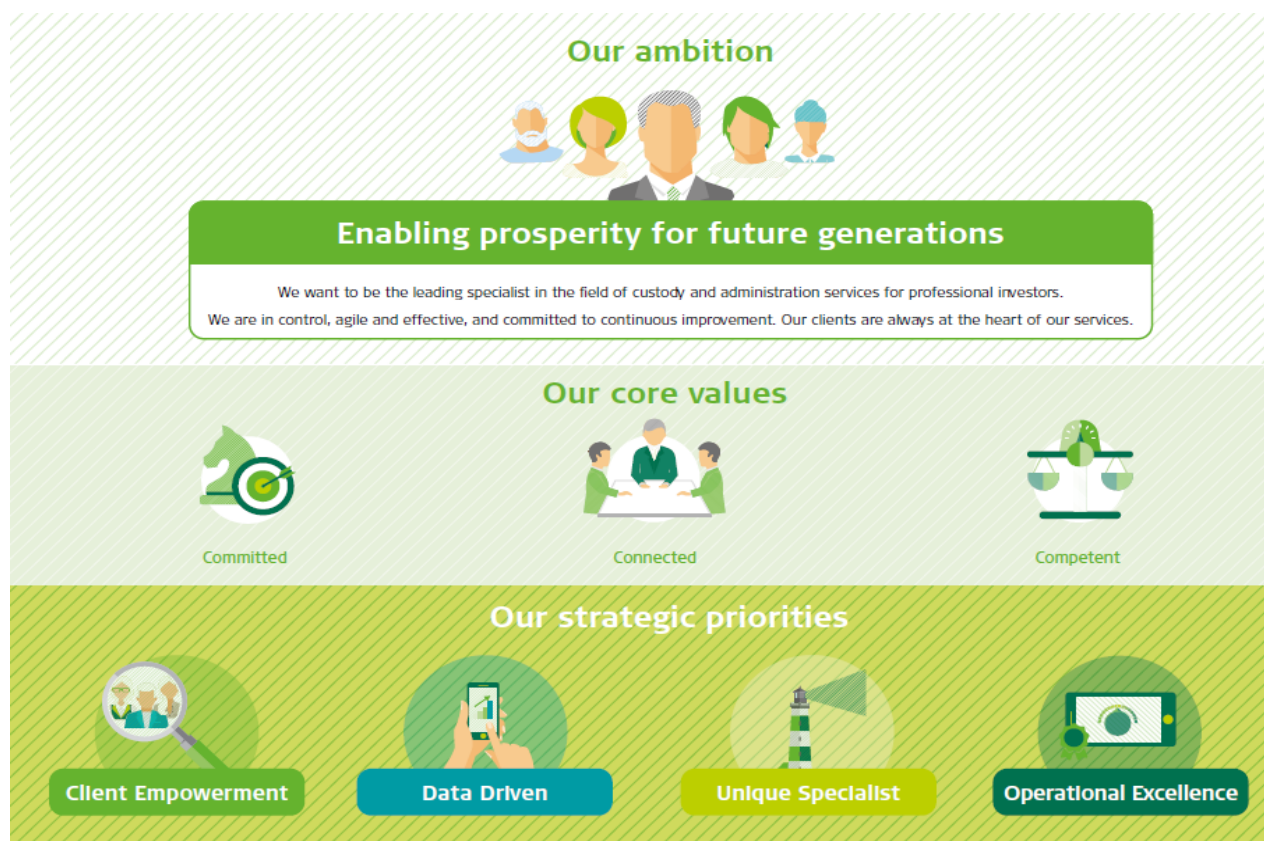 Our ambition
Enabling prosperity for future generations
We want to be the leading specialist in the field of custody and administration services for professional investors.
We are in control, agile and effective, and committed to continuous improvement. Our clients are always at the heart of our services.
Our core values
Committed
Connected
Competent
Our strategic priorities
Client Empowerment
Data Driven
Unique Specialist
Operational Excellence